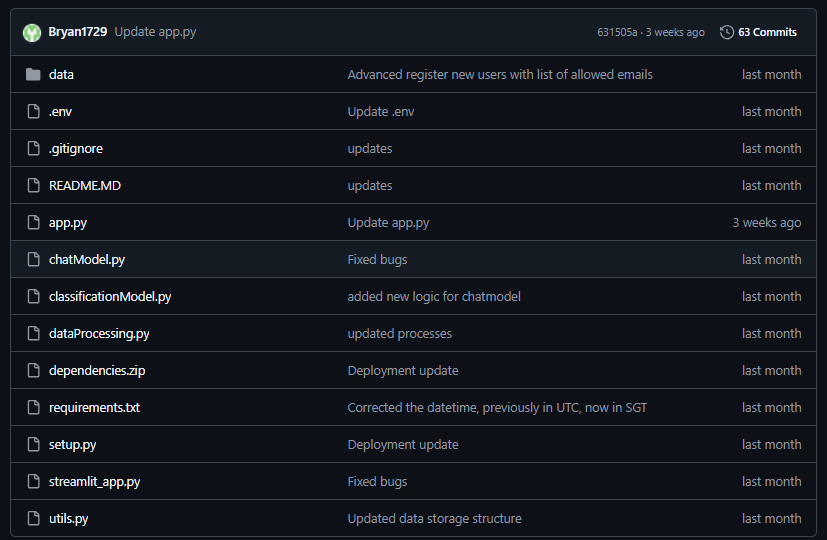 Bryan1729 Update app.py 631505a · 3 weeks ago 63 Commits
data Advanced register new users with list of allowed emails last month
.env Update .env last month
.gitignore updates last month
README.MD updates last month
app.py Update app.py 3 weeks ago
chatModel.py Fixed bugs last month
classificationModel.py added new logic for chatmodel last month
dataProcessing.py updated processes last month
dependencies.zip Deployment update last month
requirements.txt Corrected the datetime, previously in UTC, now in SGT last month
setup.py Deployment update last month
streamlit_app.py Fixed bugs last month
utils.py Updated data storage structure last month